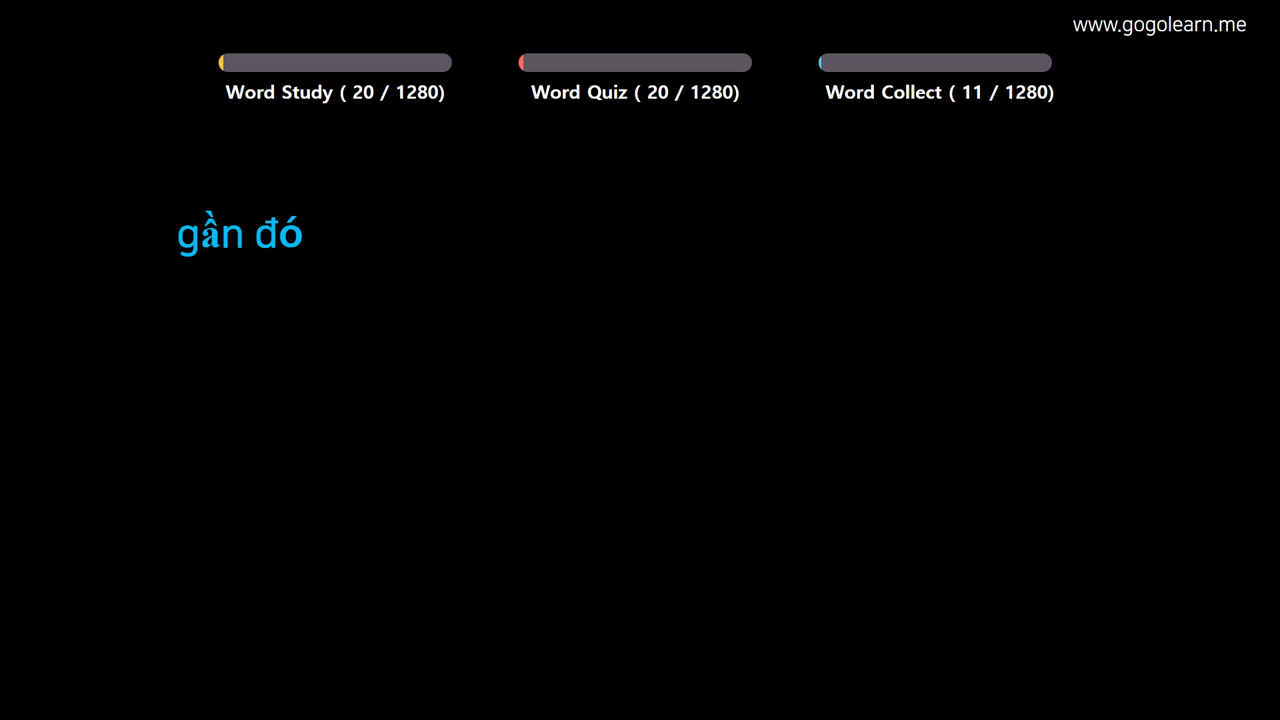 www.gogolearn.me
Word Study ( 20 / 1280)
Word Quiz ( 20 / 1280)
Word Collect ( 11 / 1280)
gần đó